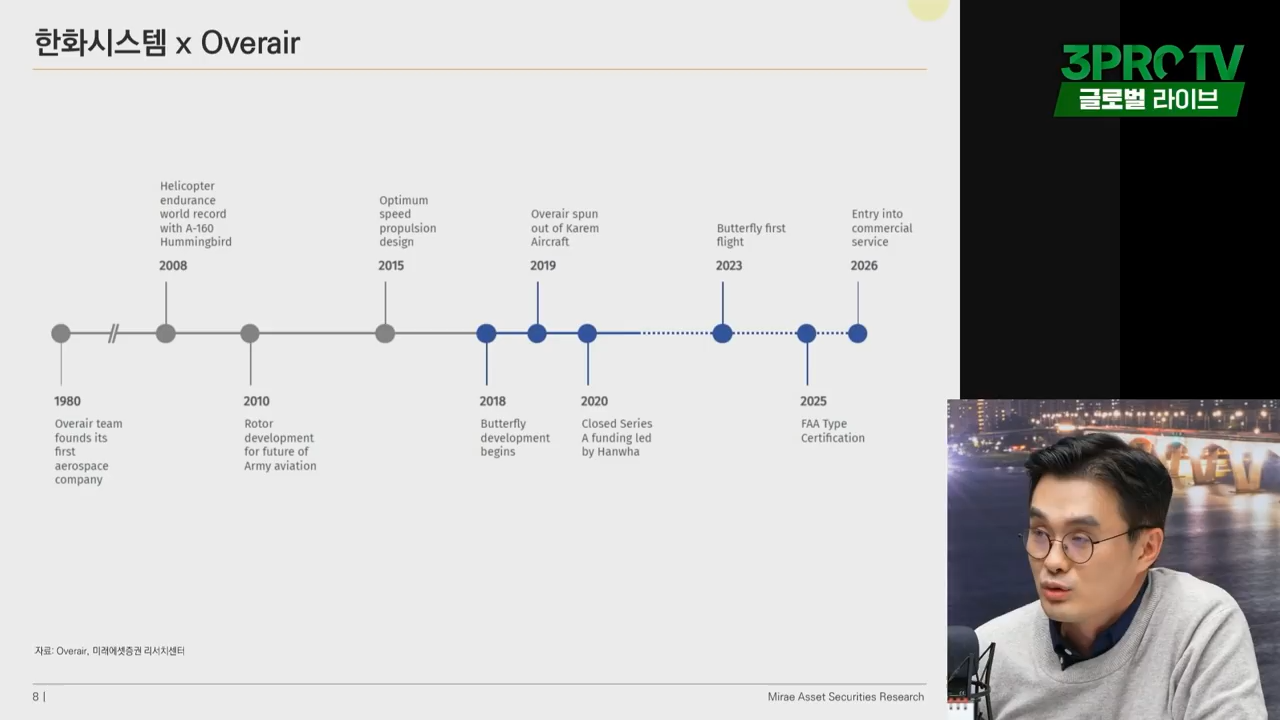 한화시스템 x Overair
3PRO TV
글로벌 라이브
Helicopter
endurance
world record
with A-160
Hummingbird
2008
Optimum
speed
propulsion
design
2015
Overair spun
out of Karem
Aircraft
2019
Butterfly first
flight
2023
Entry into
commercial
service
2026
1980
Overair team
founds its
first
aerospace
company
2010
Rotor
development
for future of
Army aviation
2018
Butterfly
development
begins
2020
Closed Series
A funding led
by Hanwha
2025
FAA Type
Certification
자료: Overair, 미래에셋증권 리서치센터
8 |
Mirae Asset Securities Research